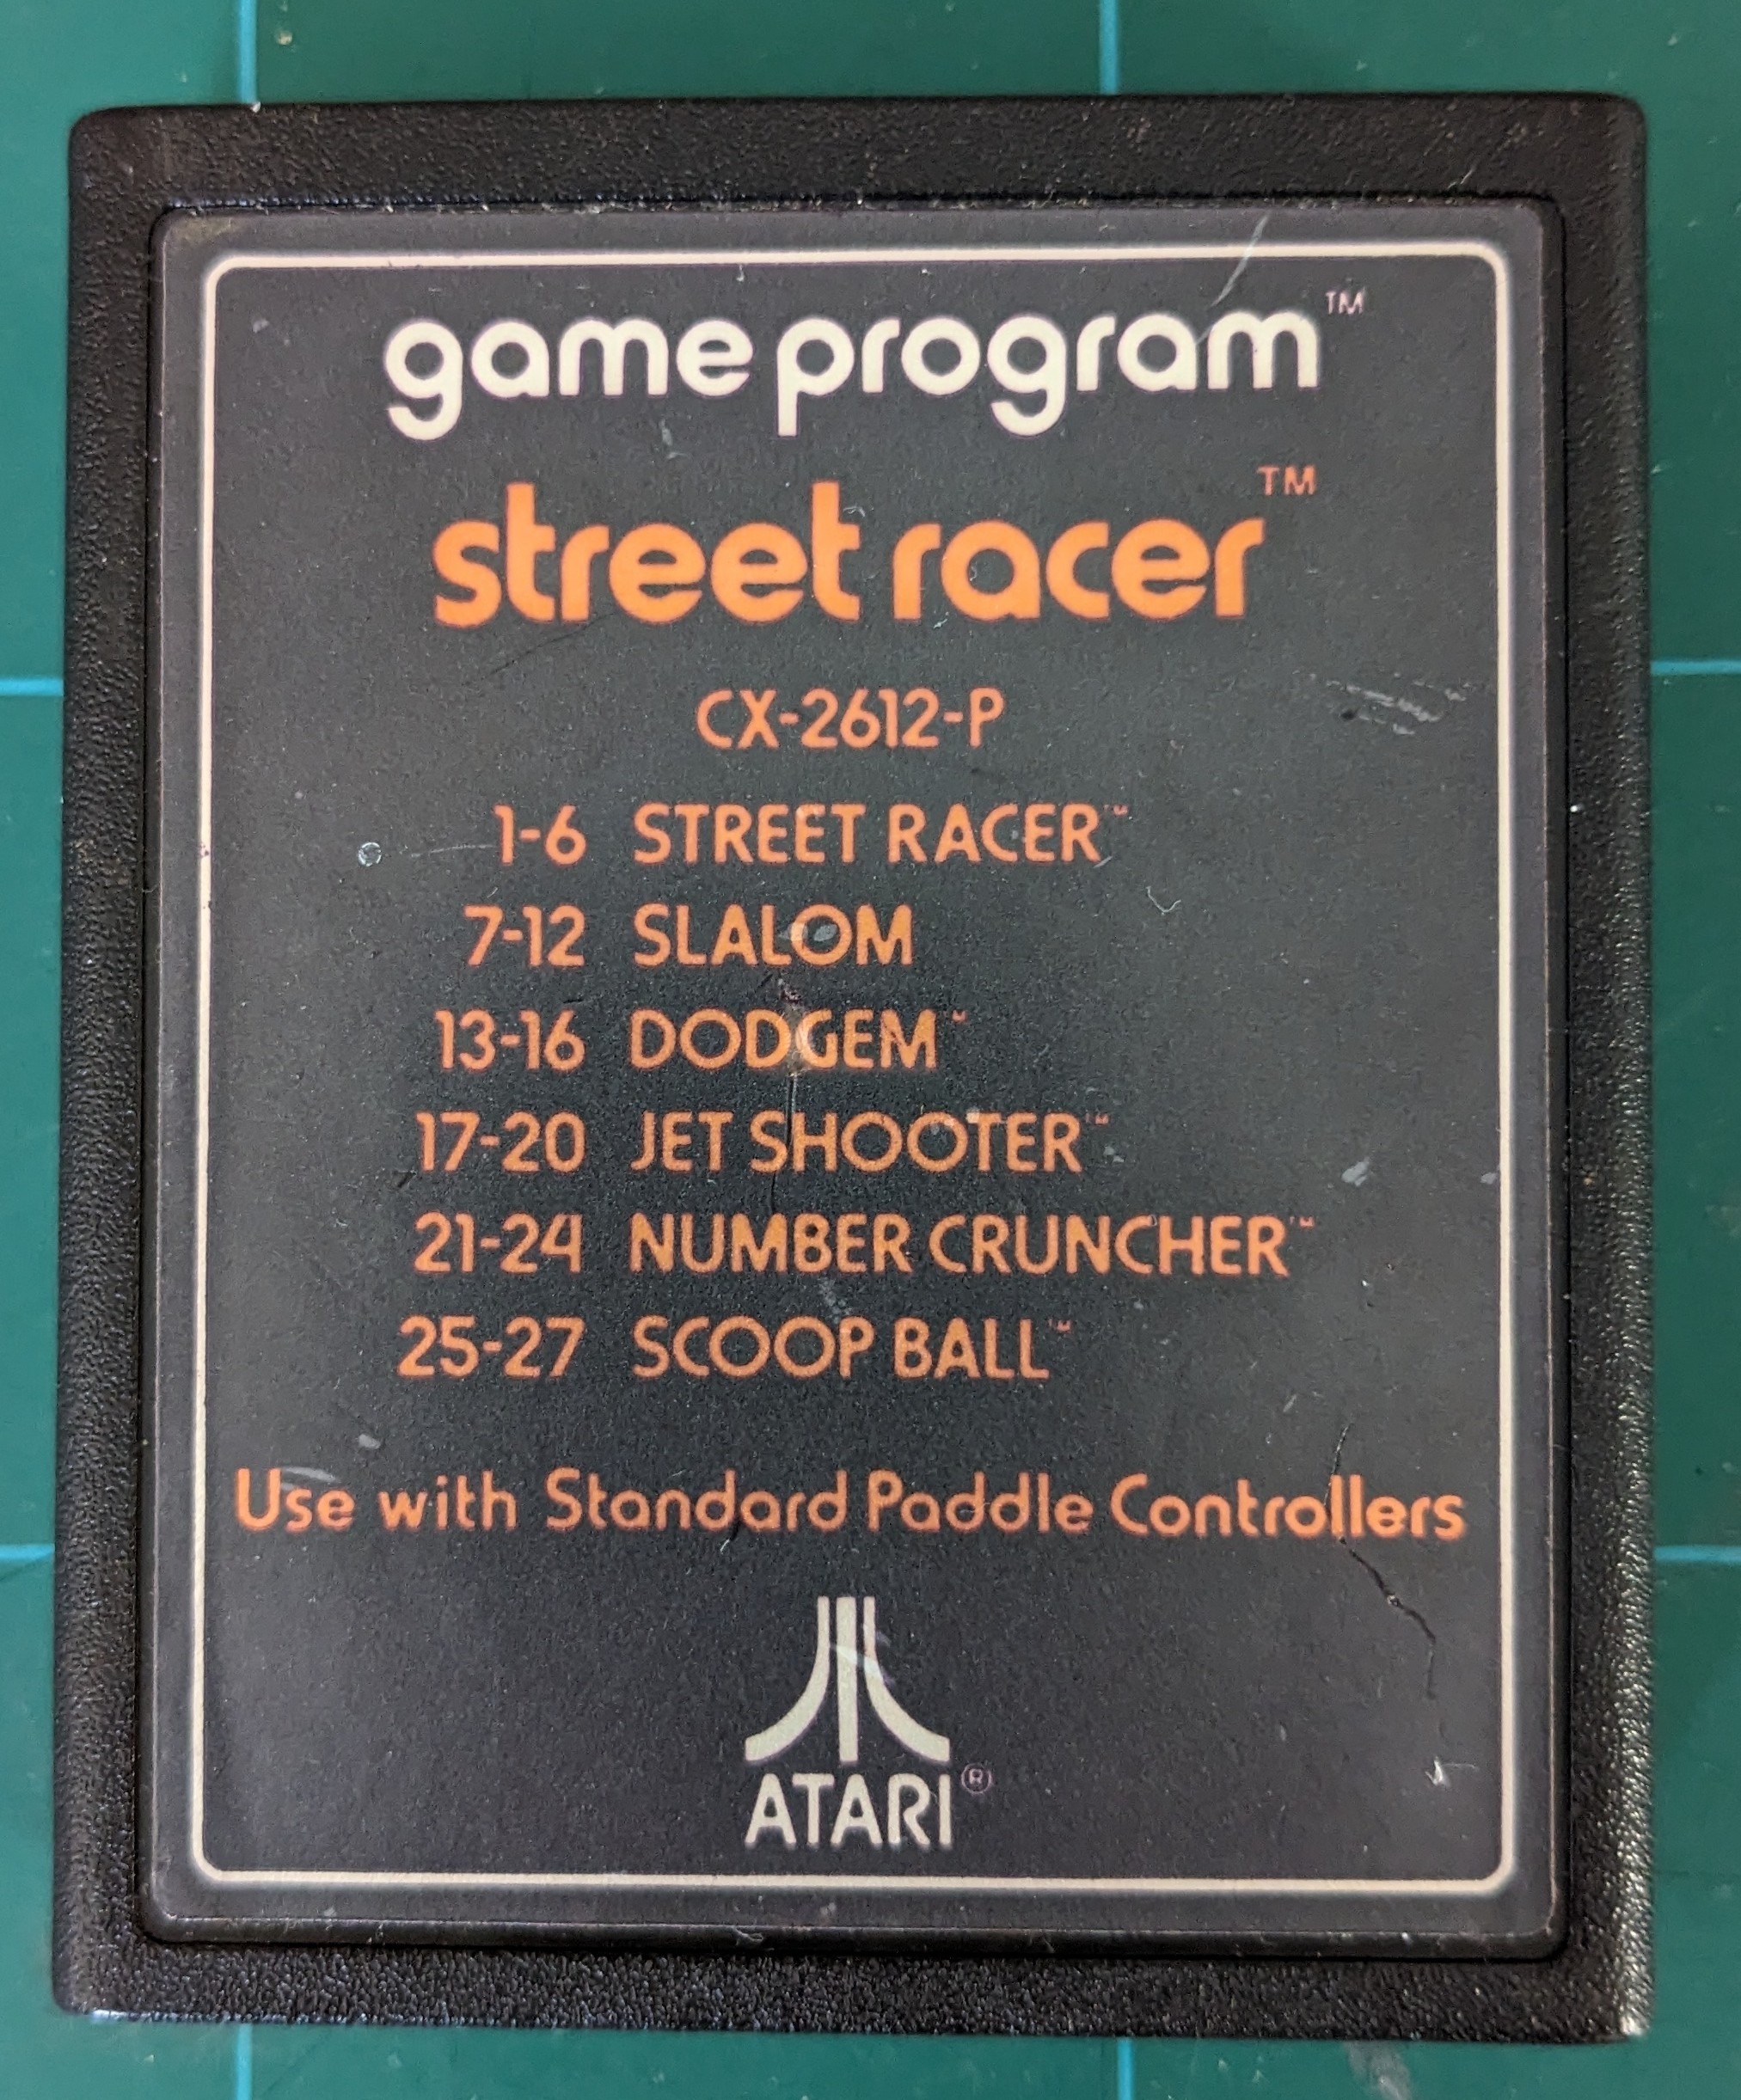 game program™
street racer™
CX-2612-P
1-6 STREET RACER™
7-12 SLALOM
13-16 DODGEM™
17-20 JET SHOOTER™
21-24 NUMBER CRUNCHER™
25-27 SCOOP BALL™
Use with Standard Paddle Controllers
ATARI®